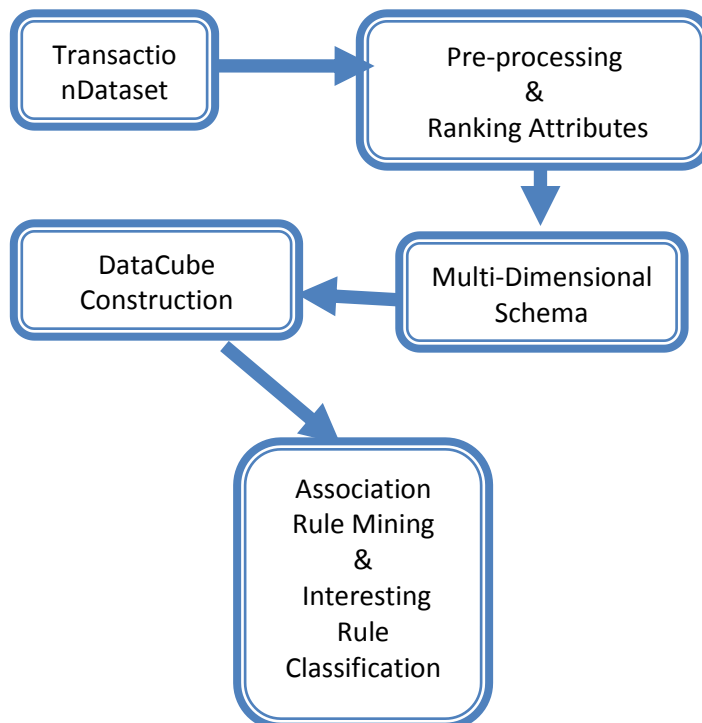 Transactio
nDataset
Pre-processing
&
Ranking Attributes
Multi-Dimensional
Schema
DataCube
Construction
Association
Rule Mining
&
Interesting
Rule
Classification